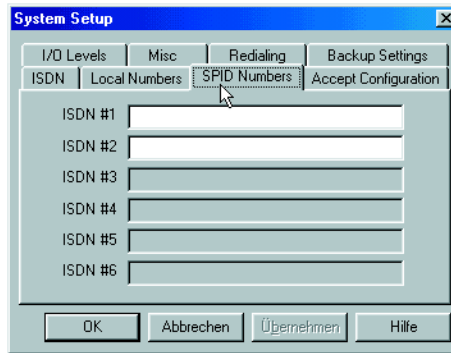 System Setup
I/O Levels Misc Redialing Backup Settings
ISDN Local Numbers SPID Numbers Accept Configuration
ISDN #1
ISDN #2
ISDN #3
ISDN #4
ISDN #5
ISDN #6
OK Abbrechen Übernehmen Hilfe